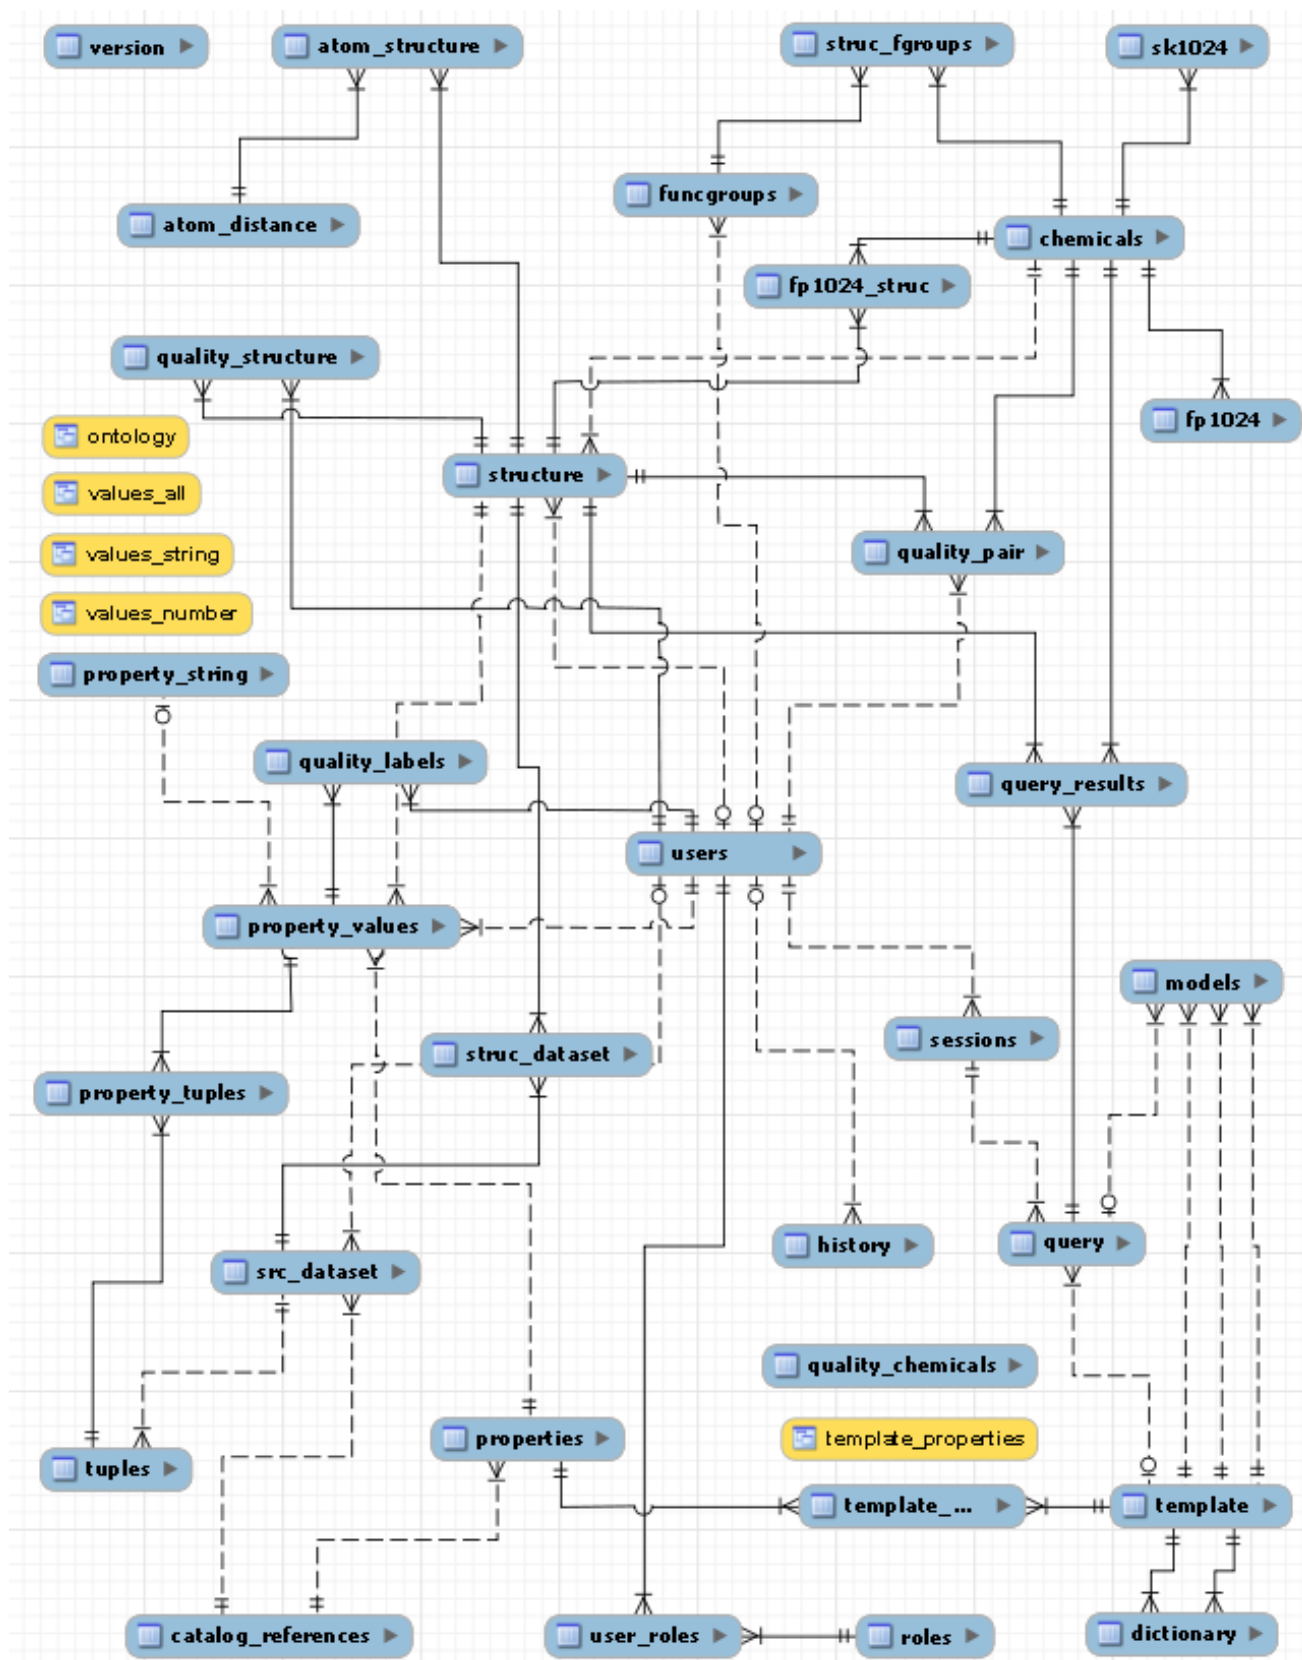 version
atom_structure
struc_fgroups
sk1024
funcgroups
atom_distance
chemicals
fp1024_struc
quality_structure
fp1024
ontology
structure
values_all
quality_pair
values_string
values_number
property_string
quality_labels
query_results
users
property_values
models
sessions
struc_dataset
property_tuples
history
query
src_dataset
quality_chemicals
properties
template_properties
tuples
template_...
template
catalog_references
user_roles
roles
dictionary